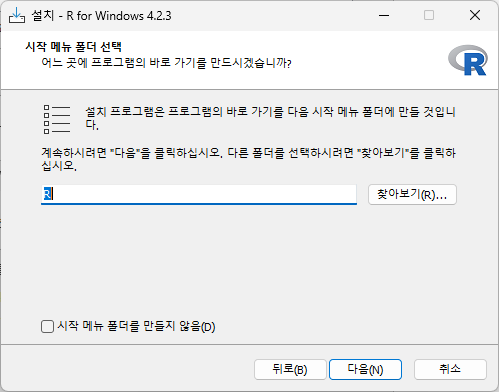 설치 - R for Windows 4.2.3
시작 메뉴 폴더 선택
어느 곳에 프로그램의 바로 가기를 만드시겠습니까?
R
설치 프로그램은 프로그램의 바로 가기를 다음 시작 메뉴 폴더에 만들 것입니
다.
계속하시려면 "다음"을 클릭하십시오. 다른 폴더를 선택하시려면 "찾아보기"를 클릭하
십시오.
R
찾아보기(R)...
시작 메뉴 폴더를 만들지 않음(D)
뒤로(B)
다음(N)
취소